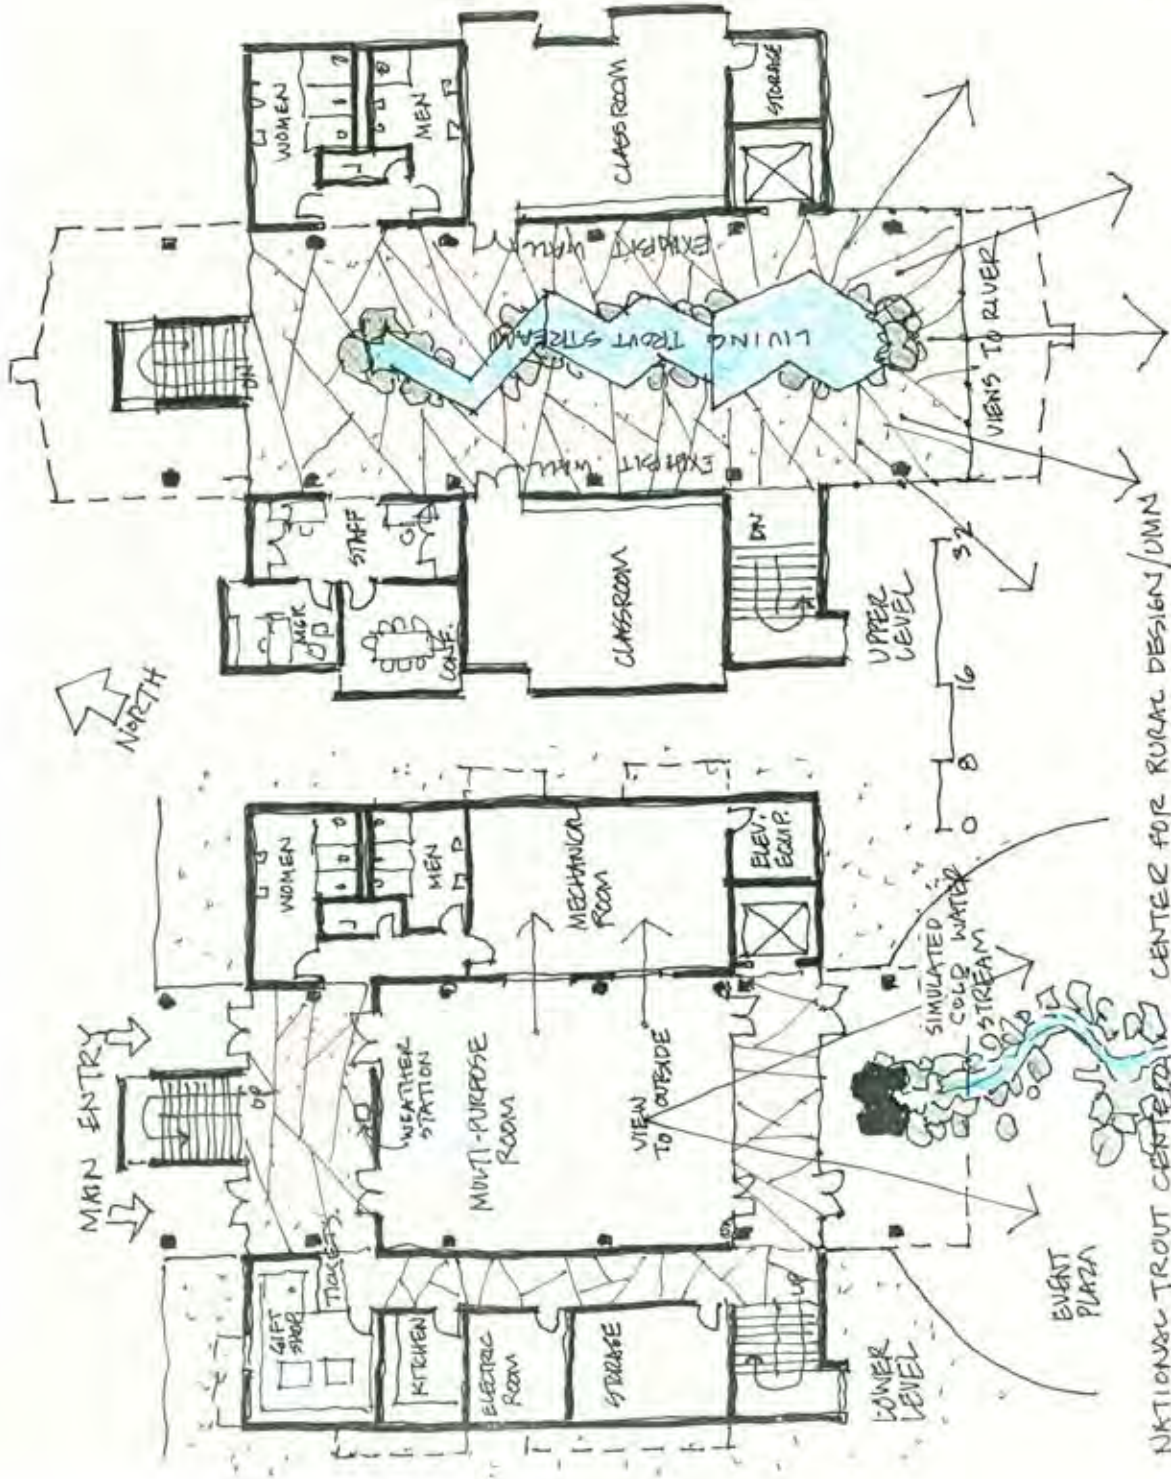 MAIN ENTRY
UP
GIFT
SHOP
TICKETS.
KITCHEN
ELECTRIC
ROOM
STORAGE
UP
WEATHER
STATION
MULTI-PURPOSE
ROOM
VIEW
TO OUTSIDE
WOMEN
MEN
MECHANICAL
ROOM
ELEV.
EQUIP.
SIMULATED
COLD WATER
STREAM
EVENT
PLAZA
LOWER
LEVEL
NORTH
DN
MGR
STAFF
CONF.
CLASSROOM
DN
EXHIBIT
WALL
LIVING
TROUT STREAM
EXHIBIT
WALL
WOMEN
MEN
CLASSROOM
STORAGE
VIEWS TO RIVER
UPPER
LEVEL
0 8 16 32
NATIONAL TROUT CENTER CENTER FOR RURAL DESIGN/UMN